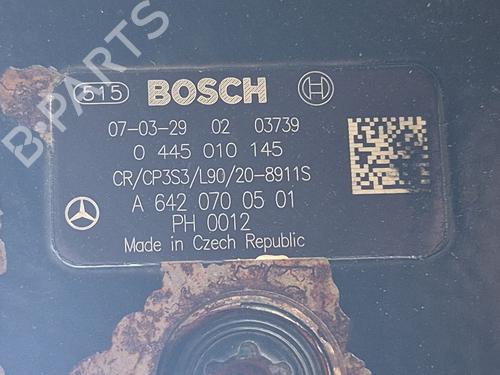 B-PARTS
515 BOSCH
07-03-29 02 03739
0 445 010 145
CR/CP3S3/L90/20-8911S
A 642 070 05 01
PH 0012
Made in Czech Republic